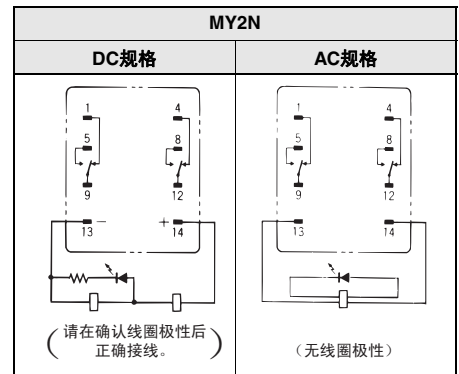 MY2N
DC规格
AC规格
1 4
5 8
9 12
13 − + 14
(请在确认线圈极性后
正确接线。)
1 4
5 8
9 12
13 14
(无线圈极性)